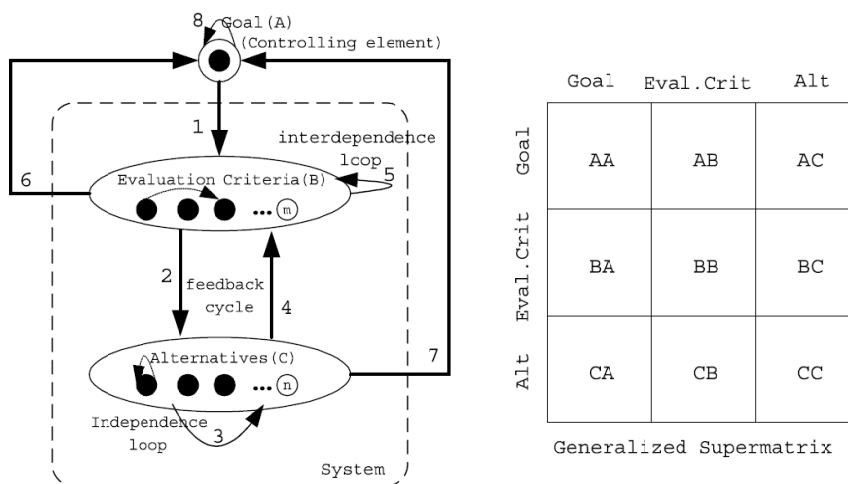 8
Goal(A)
(Controlling element)
1
interdependence
loop
5
6
Evaluation Criteria(B)
... m
2
feedback
cycle
4
7
Alternatives(C)
... n
Independence
loop
3
System
Goal Eval.Crit Alt
Goal
AA AB AC
Eval.Crit
BA BB BC
Alt
CA CB CC
Generalized Supermatrix